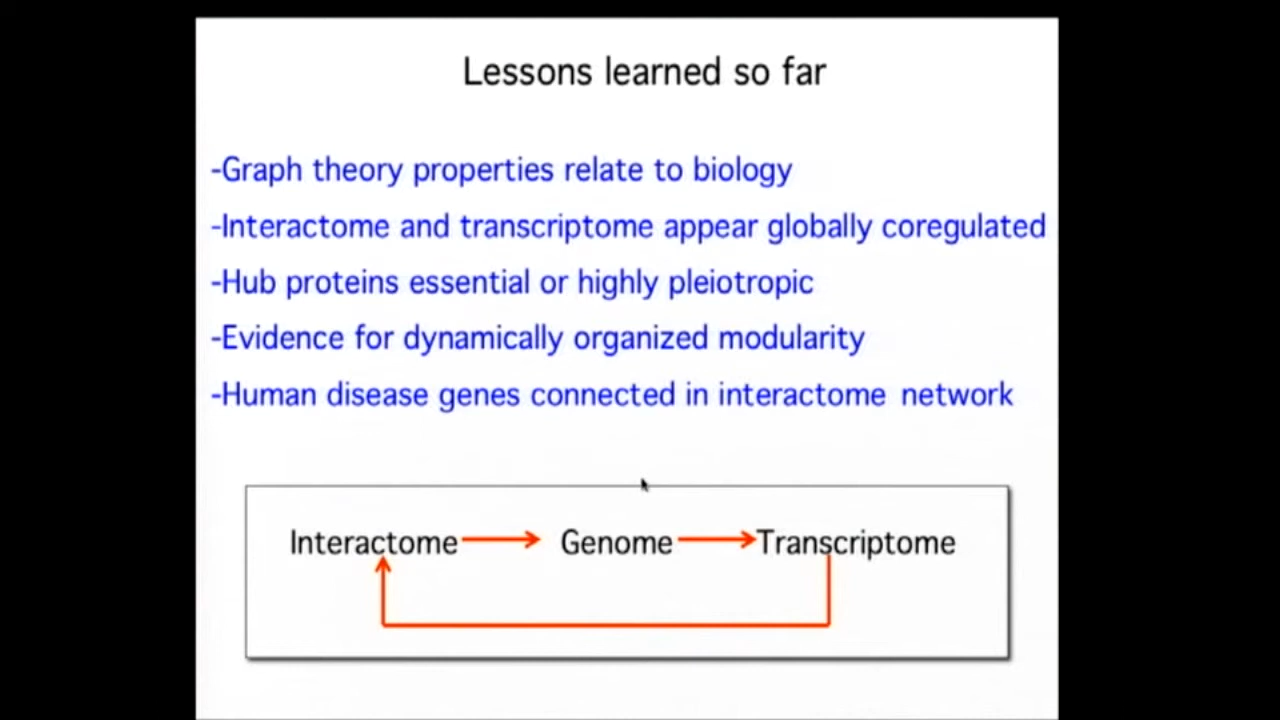 Lessons learned so far
-Graph theory properties relate to biology
-Interactome and transcriptome appear globally coregulated
-Hub proteins essential or highly pleiotropic
-Evidence for dynamically organized modularity
-Human disease genes connected in interactome network
Interactome Genome Transcriptome